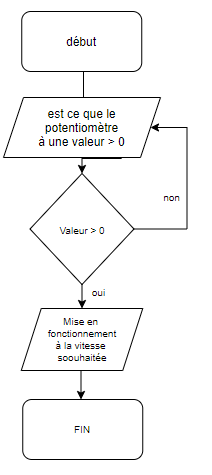 début
est ce que le
potentiomètre
à une valeur > 0
non
Valeur > 0
oui
Mise en
fonctionnement
à la vitesse
soouhaitée
FIN